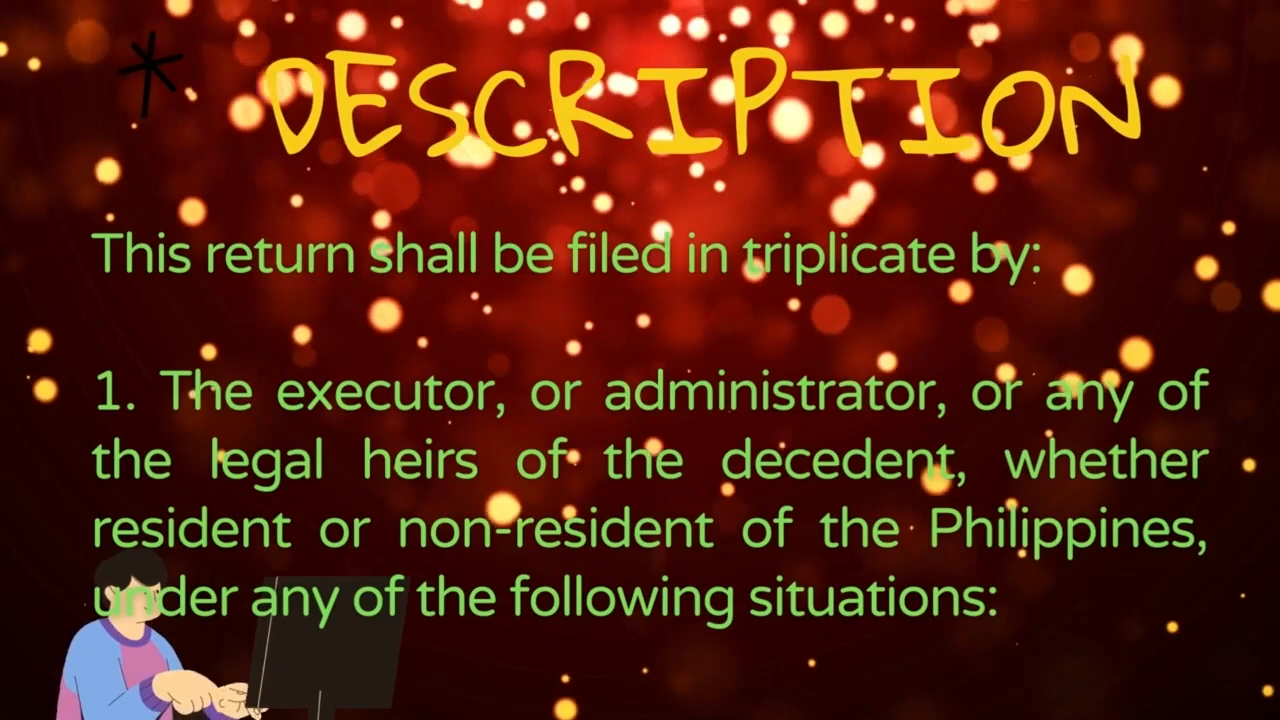 * DESCRIPTION
This return shall be filed in triplicate by:
1. The executor, or administrator, or any of
the legal heirs of the decedent, whether
resident or non-resident of the Philippines,
under any of the following situations: